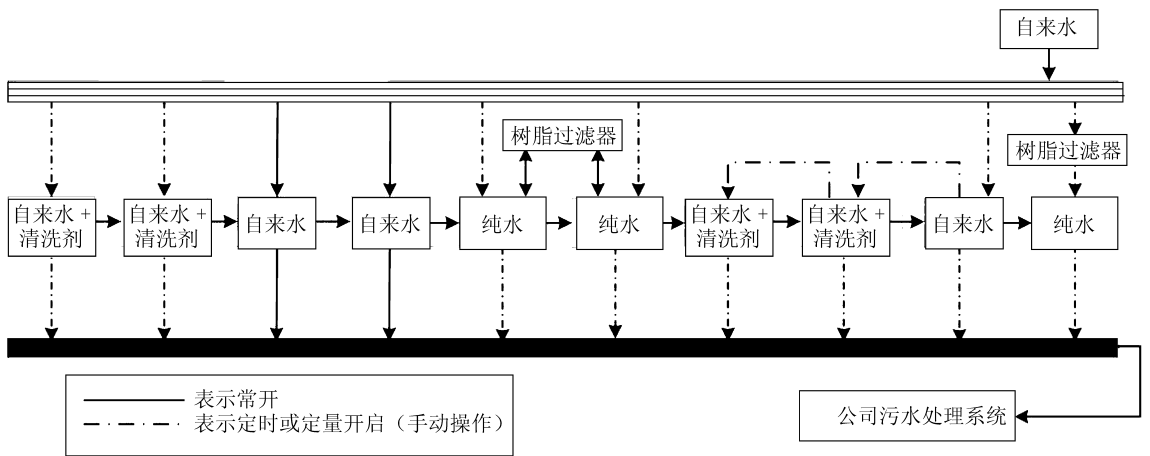 自来水
树脂过滤器
树脂过滤器
自来水 +
清洗剂
自来水 +
清洗剂
自来水
自来水
纯水
纯水
自来水 +
清洗剂
自来水 +
清洗剂
自来水
纯水
表示常开
表示定时或定量开启（手动操作）
公司污水处理系统